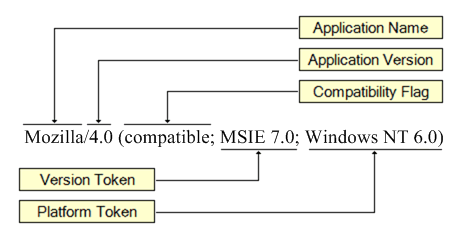 Application Name
Application Version
Compatibility Flag
Mozilla/4.0 (compatible; MSIE 7.0; Windows NT 6.0)
Version Token
Platform Token